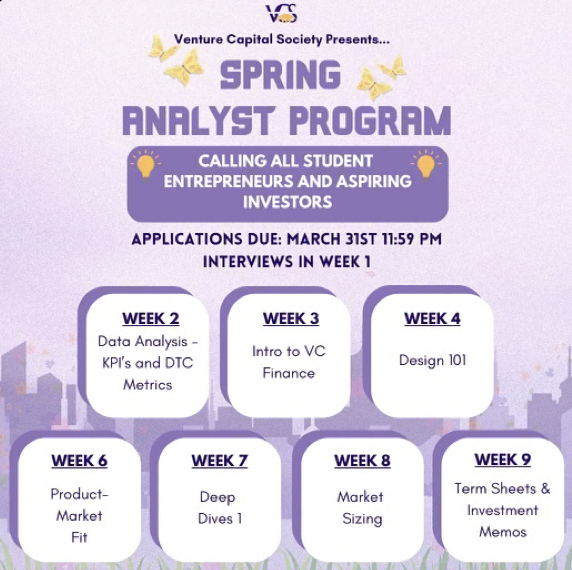 VCS
Venture Capital Society Presents...
SPRING
ANALYST PROGRAM
CALLING ALL STUDENT
ENTREPRENEURS AND ASPIRING
INVESTORS
APPLICATIONS DUE: MARCH 31ST 11:59 PM
INTERVIEWS IN WEEK 1
WEEK 2
Data Analysis -
KPI's and DTC
Metrics
WEEK 3
Intro to VC
Finance
WEEK 4
Design 101
WEEK 6
Product-
Market
Fit
WEEK 7
Deep
Dives 1
WEEK 8
Market
Sizing
WEEK 9
Term Sheets &
Investment
Memos